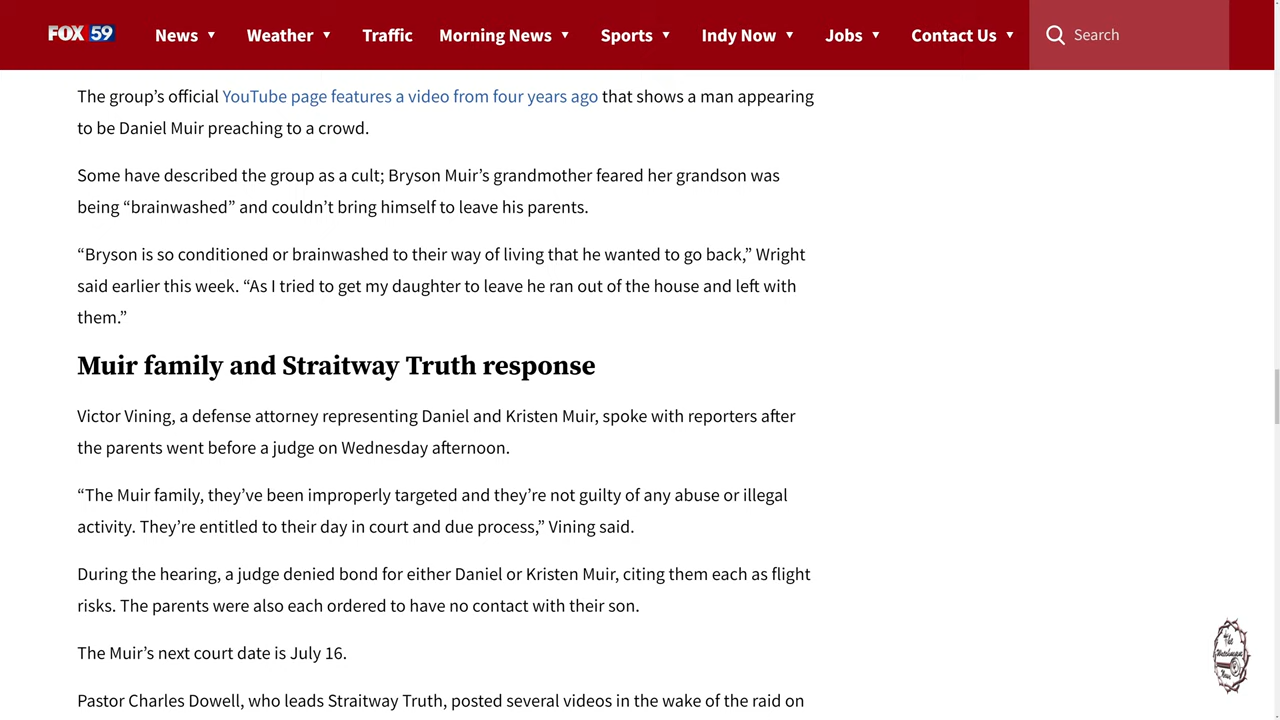 FOX 59 News ▼ Weather ▼ Traffic Morning News ▼ Sports ▼ Indy Now ▼ Jobs ▼ Contact Us ▼ Search
The group’s official YouTube page features a video from four years ago that shows a man appearing
to be Daniel Muir preaching to a crowd.
Some have described the group as a cult; Bryson Muir’s grandmother feared her grandson was
being “brainwashed” and couldn’t bring himself to leave his parents.
“Bryson is so conditioned or brainwashed to their way of living that he wanted to go back,” Wright
said earlier this week. “As I tried to get my daughter to leave he ran out of the house and left with
them.”
Muir family and Straitway Truth response
Victor Vining, a defense attorney representing Daniel and Kristen Muir, spoke with reporters after
the parents went before a judge on Wednesday afternoon.
“The Muir family, they’ve been improperly targeted and they’re not guilty of any abuse or illegal
activity. They’re entitled to their day in court and due process,” Vining said.
During the hearing, a judge denied bond for either Daniel or Kristen Muir, citing them each as flight
risks. The parents were also each ordered to have no contact with their son.
The Muir’s next court date is July 16.
Pastor Charles Dowell, who leads Straitway Truth, posted several videos in the wake of the raid on